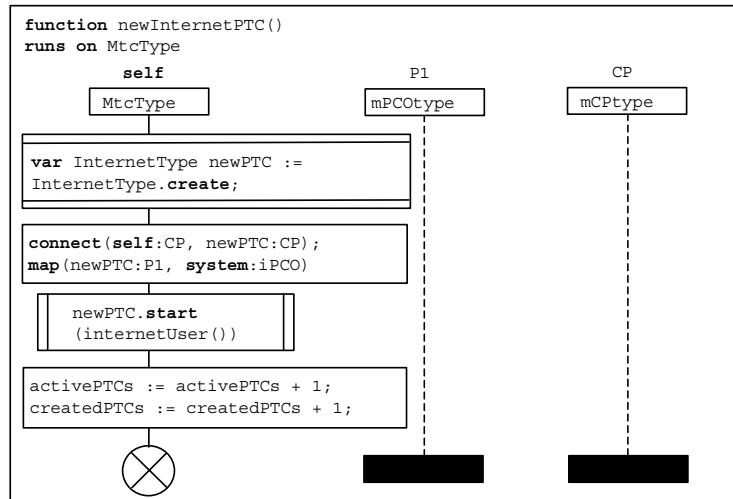 function newInternetPTC()
runs on MtcType
self P1 CP
MtcType mPCOtype mCPtype
var InternetType newPTC :=
InternetType.create;
connect(self:CP, newPTC:CP);
map(newPTC:P1, system:iPCO)
newPTC.start
(internetUser())
activePTCs := activePTCs + 1;
createdPTCs := createdPTCs + 1;